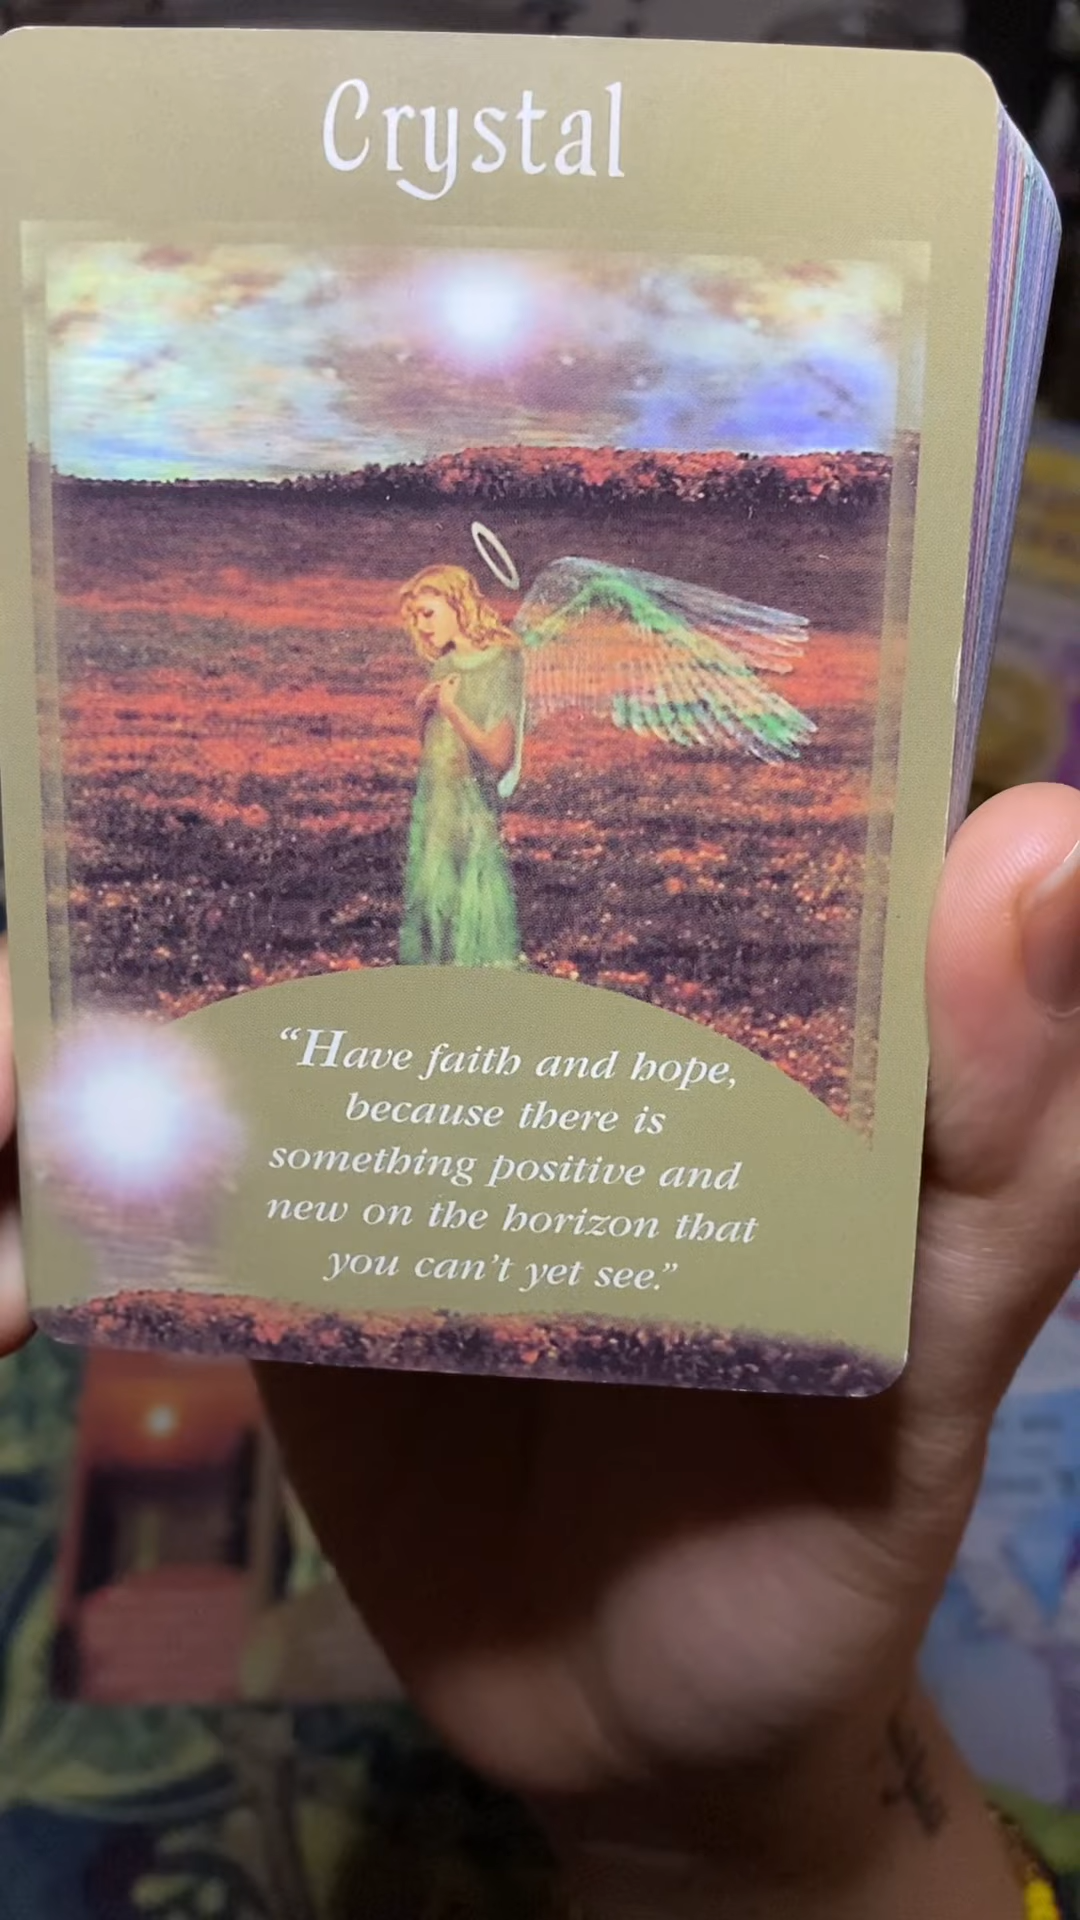 Crystal
“Have faith and hope,
because there is
something positive and
new on the horizon that
you can’t yet see.”